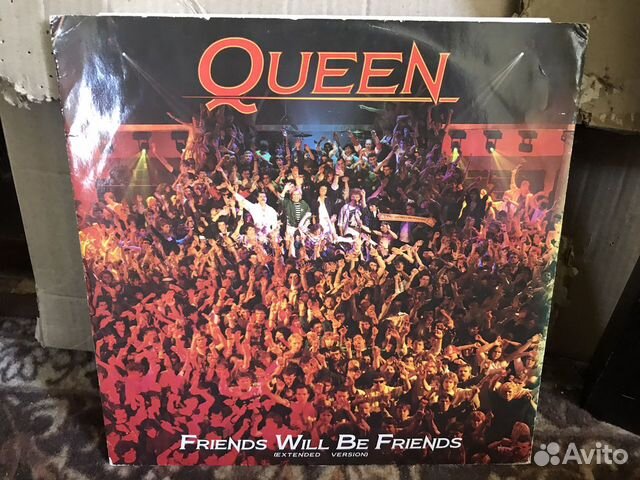 QUEEN
FRIENDS WILL BE FRIENDS
(EXTENDED VERSION)
Avito